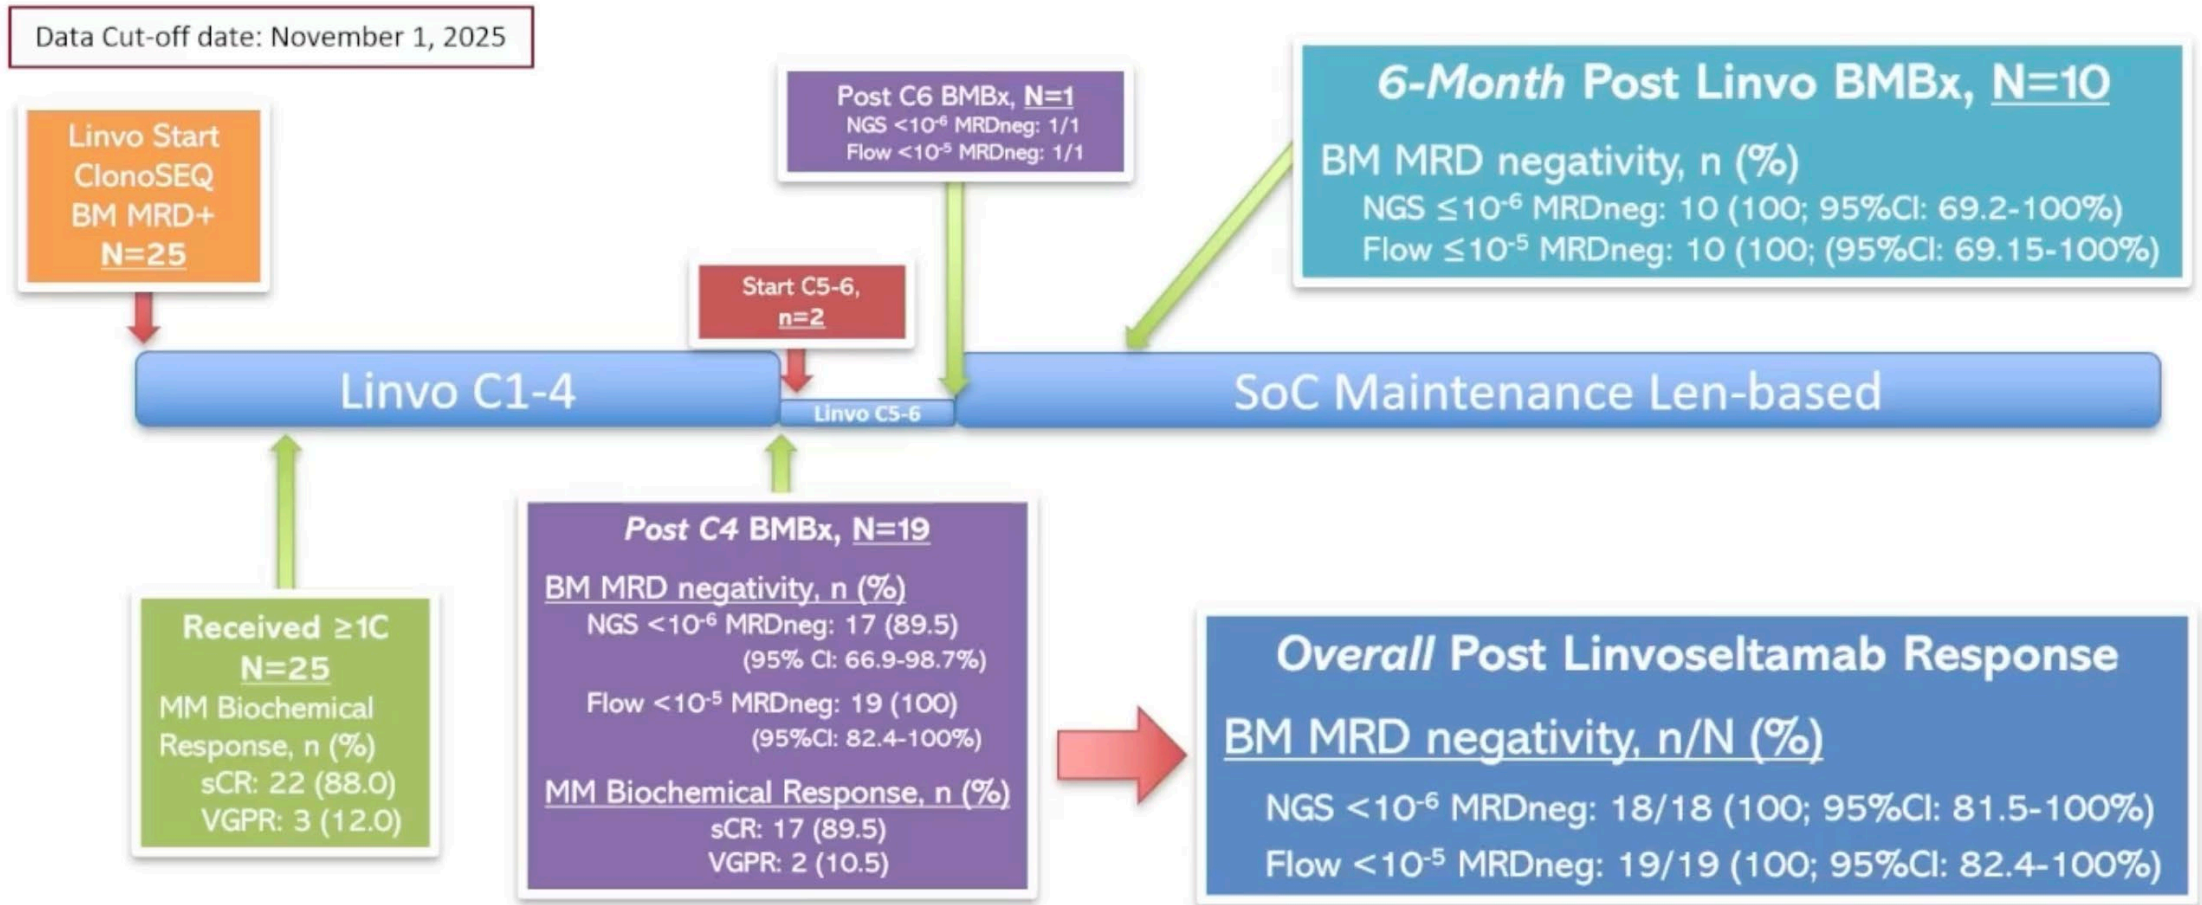 Data Cut-off date: November 1, 2025
Linvo Start
ClonoSEQ
BM MRD+
N=25
Post C6 BMBx, N=1
NGS <10⁻⁶ MRDneg: 1/1
Flow <10⁻⁵ MRDneg: 1/1
6-Month Post Linvo BMBx, N=10
BM MRD negativity, n (%)
NGS ≤10⁻⁶ MRDneg: 10 (100; 95%CI: 69.2-100%)
Flow ≤10⁻⁵ MRDneg: 10 (100; (95%CI: 69.15-100%)
Start C5-6,
n=2
Linvo C1-4
Linvo C5-6
SoC Maintenance Len-based
Received ≥1C
N=25
MM Biochemical
Response, n (%)
sCR: 22 (88.0)
VGPR: 3 (12.0)
Post C4 BMBx, N=19
BM MRD negativity, n (%)
NGS <10⁻⁶ MRDneg: 17 (89.5)
(95% CI: 66.9-98.7%)
Flow <10⁻⁵ MRDneg: 19 (100)
(95%CI: 82.4-100%)
MM Biochemical Response, n (%)
sCR: 17 (89.5)
VGPR: 2 (10.5)
Overall Post Linvoseltamab Response
BM MRD negativity, n/N (%)
NGS <10⁻⁶ MRDneg: 18/18 (100; 95%CI: 81.5-100%)
Flow <10⁻⁵ MRDneg: 19/19 (100; 95%CI: 82.4-100%)